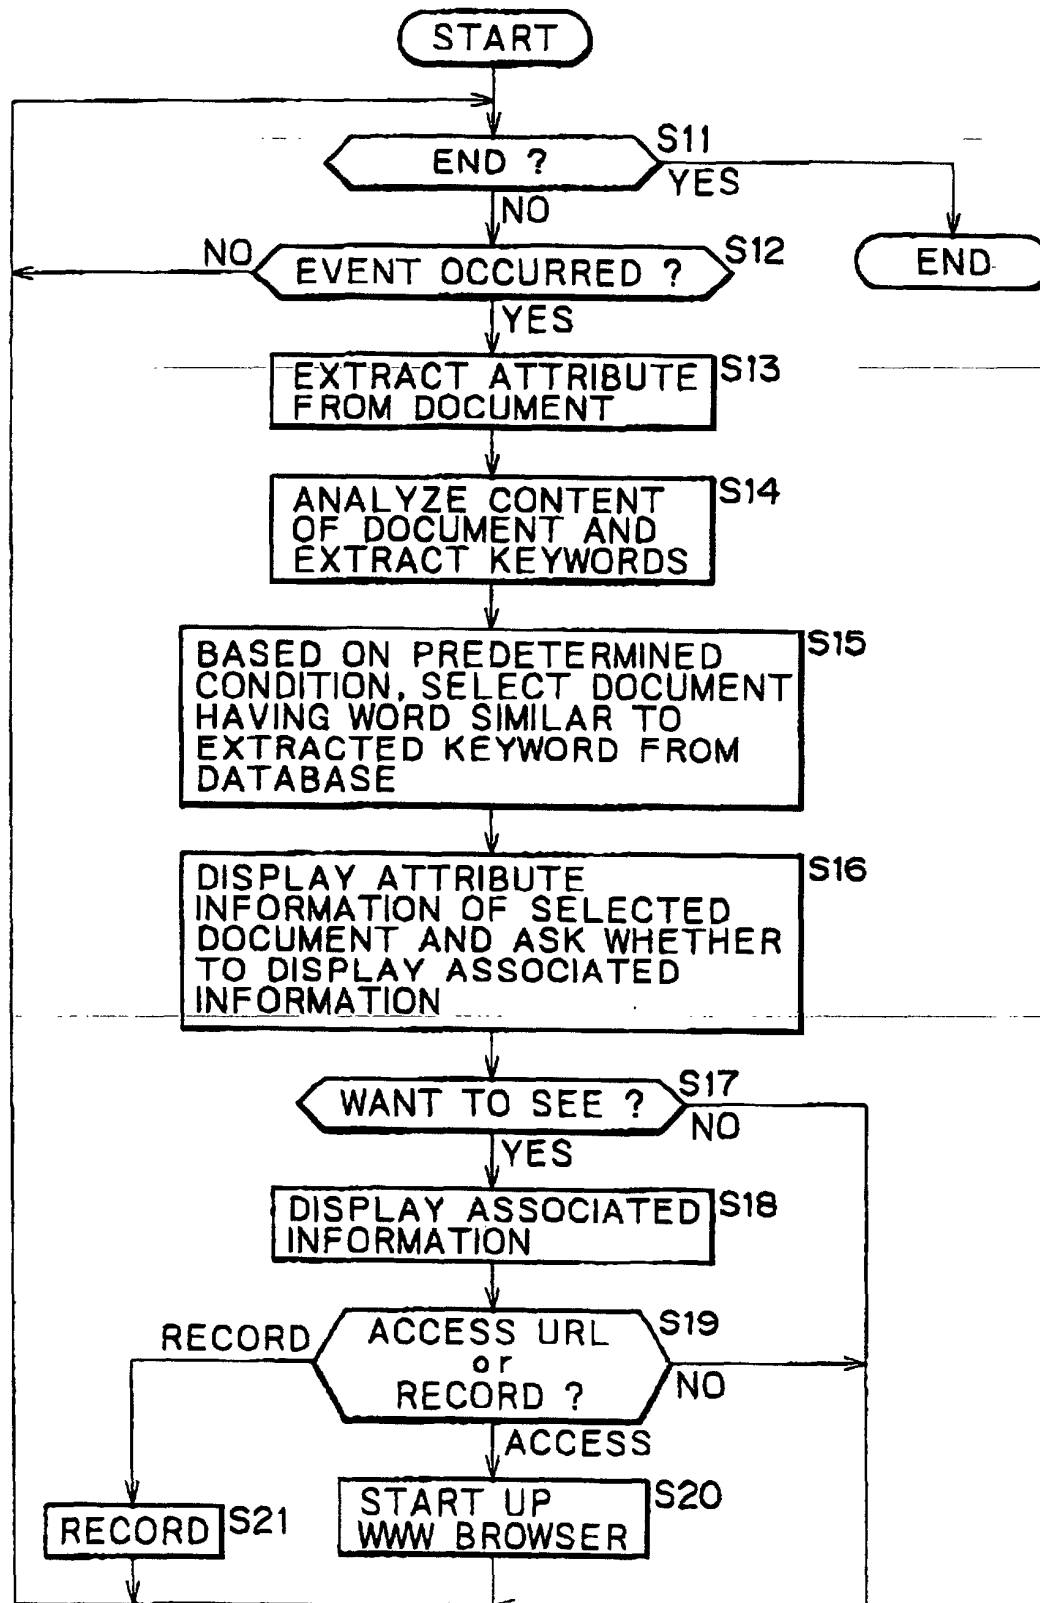 START
S11
END ?
YES
NO
NO
S12
EVENT OCCURRED ?
END
YES
S13
EXTRACT ATTRIBUTE
FROM DOCUMENT
S14
ANALYZE CONTENT
OF DOCUMENT AND
EXTRACT KEYWORDS
S15
BASED ON PREDETERMINED
CONDITION, SELECT DOCUMENT
HAVING WORD SIMILAR TO
EXTRACTED KEYWORD FROM
DATABASE
S16
DISPLAY ATTRIBUTE
INFORMATION OF SELECTED
DOCUMENT AND ASK WHETHER
TO DISPLAY ASSOCIATED
INFORMATION
S17
WANT TO SEE ?
NO
YES
S18
DISPLAY ASSOCIATED
INFORMATION
S19
RECORD
ACCESS URL
or
RECORD ?
NO
ACCESS
S20
START UP
WWW BROWSER
RECORD
S21